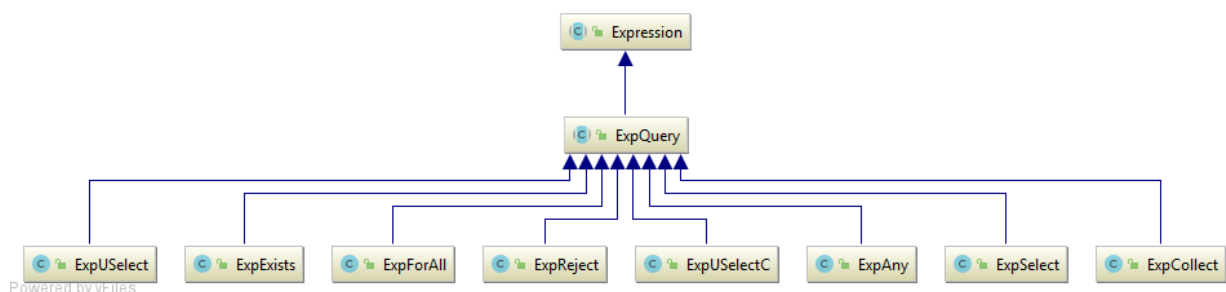 Expression
ExpQuery
ExpUSelect ExpExists ExpForAll ExpReject ExpUSelectC ExpAny ExpSelect ExpCollect
Powered by yFiles